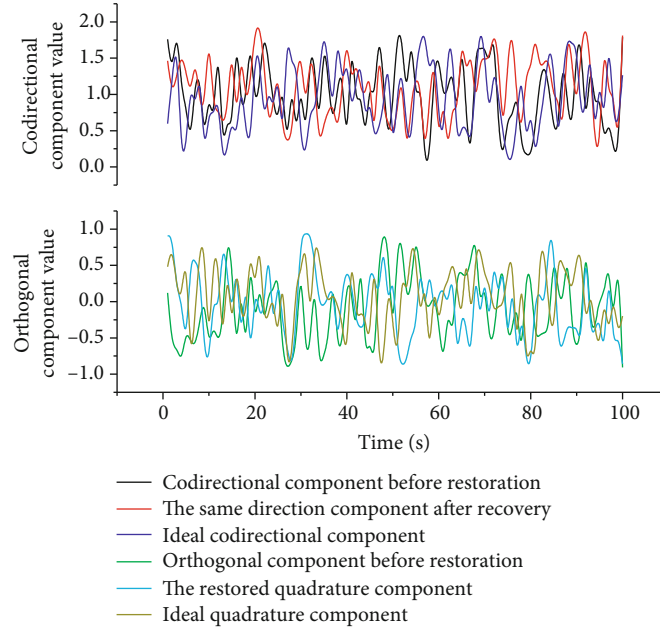 Codirectional
component value
2.0
1.5
1.0
0.5
0.0
Orthogonal
component value
1.0
0.5
0.0
−0.5
−1.0
0 20 40 60 80 100
Time (s)
Codirectional component before restoration
The same direction component after recovery
Ideal codirectional component
Orthogonal component before restoration
The restored quadrature component
Ideal quadrature component